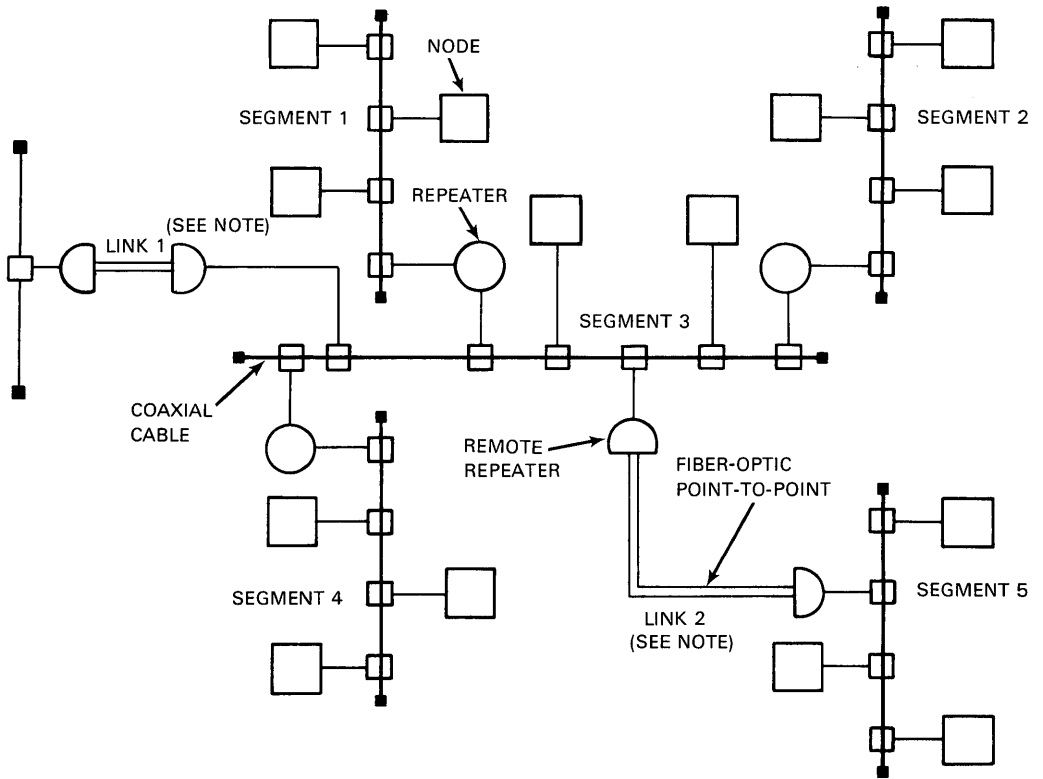 NODE
SEGMENT 1
SEGMENT 2
REPEATER
(SEE NOTE)
LINK 1
SEGMENT 3
COAXIAL
CABLE
REMOTE
REPEATER
FIBER-OPTIC
POINT-TO-POINT
SEGMENT 4
SEGMENT 5
LINK 2
(SEE NOTE)